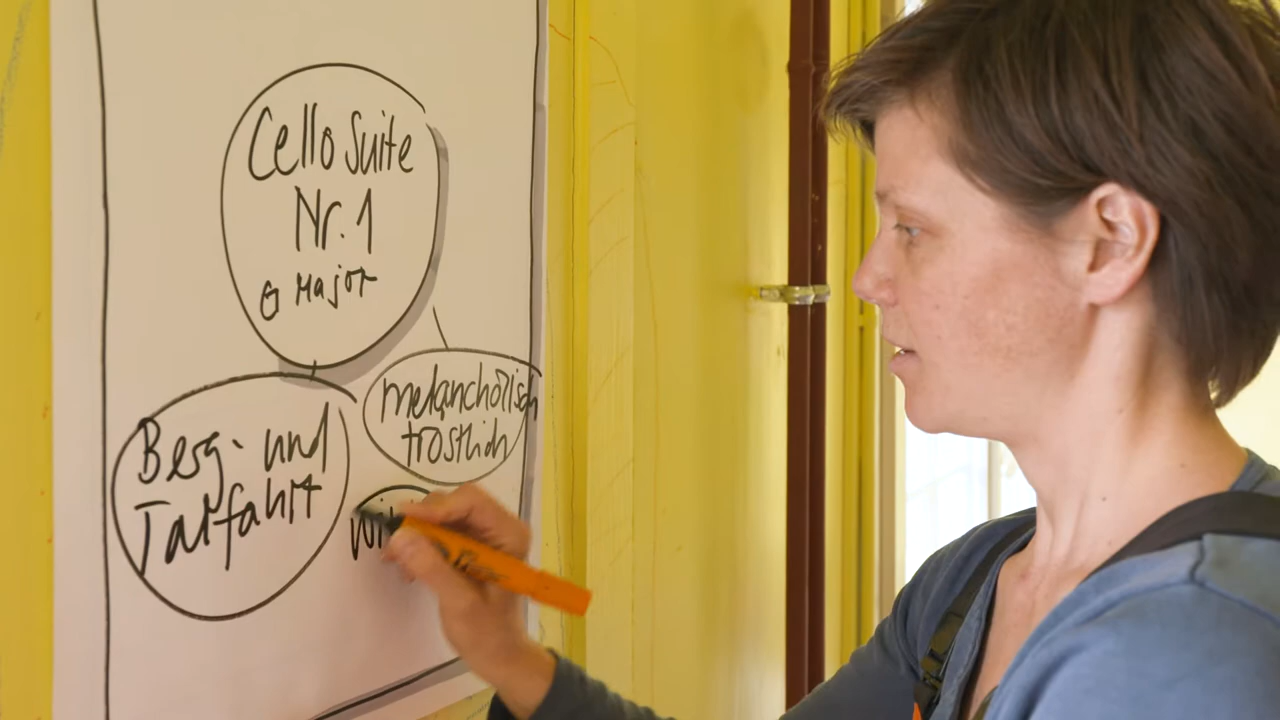 Cello Suite
Nr. 1
G Major
melancholisch
tröstlich
Berg- und
Talfahrt